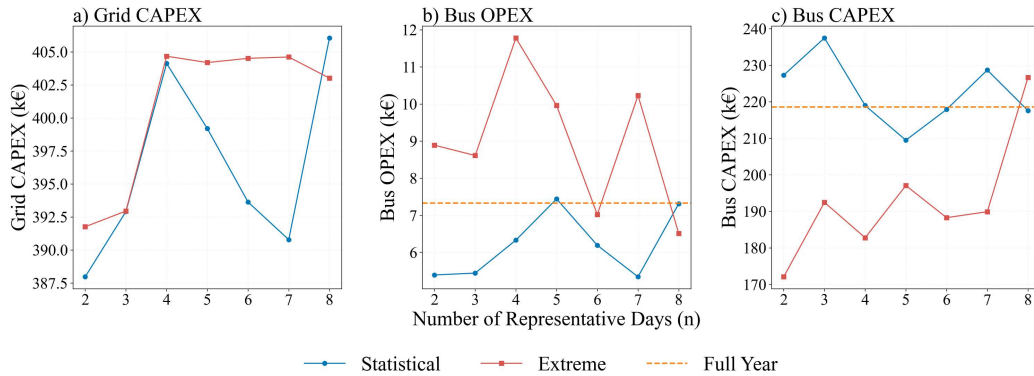 a) Grid CAPEX
Grid CAPEX (k€)
405.0
402.5
400.0
397.5
395.0
392.5
390.0
387.5
2 3 4 5 6 7 8
b) Bus OPEX
Bus OPEX (k€)
12
11
10
9
8
7
6
2 3 4 5 6 7 8
Number of Representative Days (n)
c) Bus CAPEX
Bus CAPEX (k€)
240
230
220
210
200
190
180
170
2 3 4 5 6 7 8
Statistical Extreme Full Year